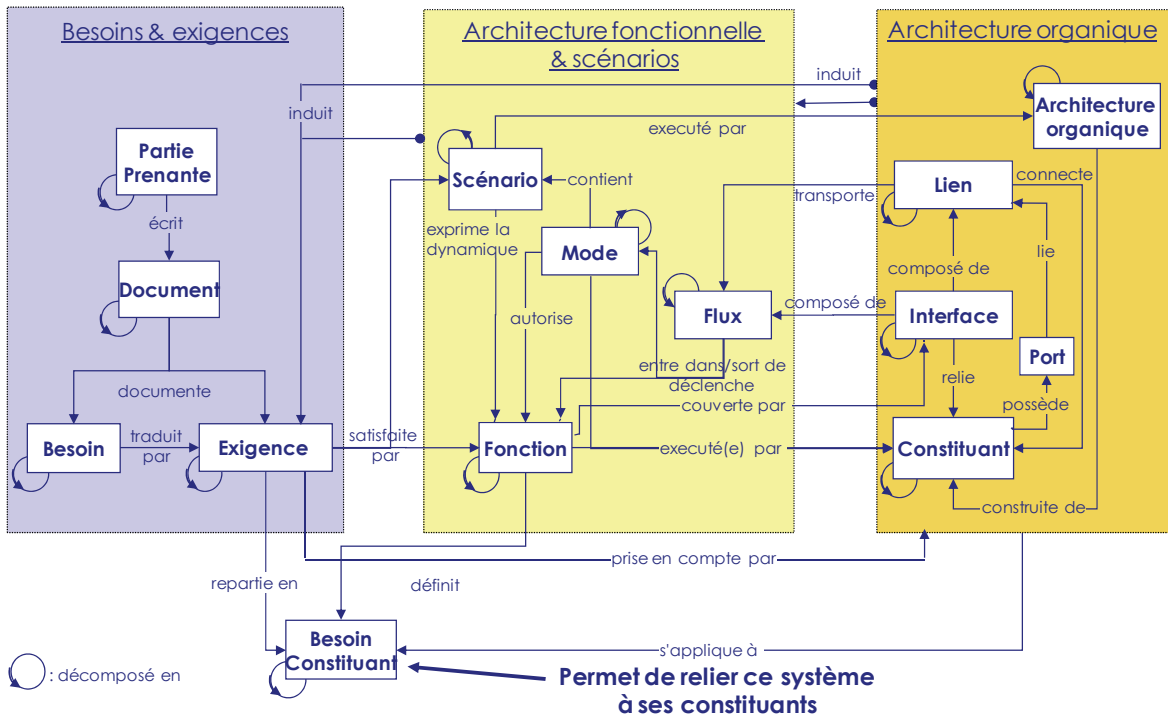 Besoins & exigences
Architecture fonctionnelle
& scénarios
Architecture organique
induit
induit
Architecture
organique
executé par
Partie
Prenante
Scénario
contient
Lien
connecte
transporte
écrit
exprime la
dynamique
Mode
lie
Document
composé de
autorise
Flux
composé de
Interface
Port
entre dans/sort de
déclenche
relie
documente
couverte par
possède
Besoin
traduit
par
Exigence
satisfaite
par
Fonction
executé(e) par
Constituant
construite de
prise en compte par
repartie en
définit
Besoin
Constituant
s'applique à
: décomposé en
Permet de relier ce système
à ses constituants